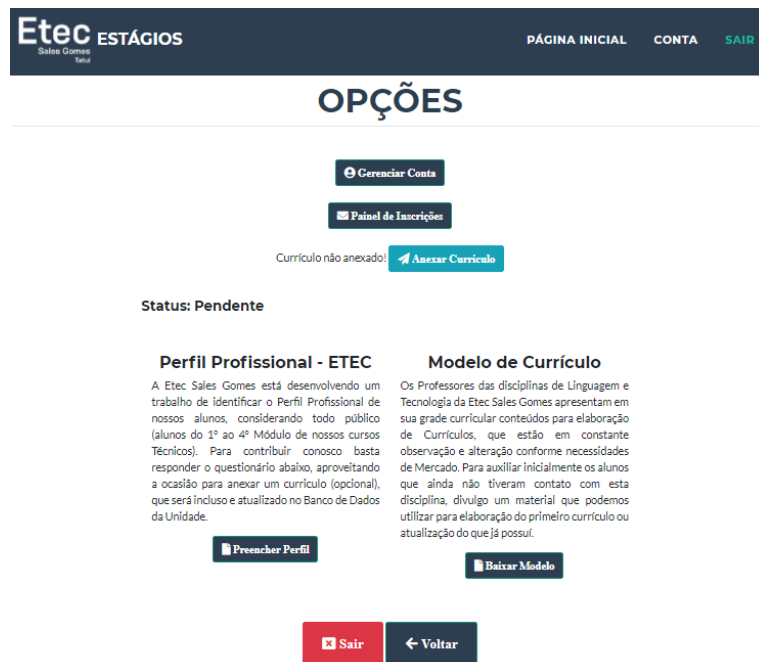 Etec
Sales Gomes
Tatuí
ESTÁGIOS
PÁGINA INICIAL CONTA SAIR
OPÇÕES
Gerenciar Conta
Painel de Inscrições
Currículo não anexado! Anexar Currículo
Status: Pendente
Perfil Profissional - ETEC
A Etec Sales Gomes está desenvolvendo um
trabalho de identificar o Perfil Profissional de
nossos alunos, considerando todo público
(alunos do 1º ao 4º Módulo de nossos cursos
Técnicos). Para contribuir conosco basta
responder o questionário abaixo, aproveitando
a ocasião para anexar um curriculo (opcional),
que será incluso e atualizado no Banco de Dados
da Unidade.
Preencher Perfil
Modelo de Currículo
Os Professores das disciplinas de Linguagem e
Tecnologia da Etec Sales Gomes apresentam em
sua grade curricular conteúdos para elaboração
de Currículos, que estão em constante
observação e alteração conforme necessidades
de Mercado. Para auxiliar inicialmente os alunos
que ainda não tiveram contato com esta
disciplina, divulgo um material que podemos
utilizar para elaboração do primeiro currículo ou
atualização do que já possuí.
Baixar Modelo
Sair
Voltar